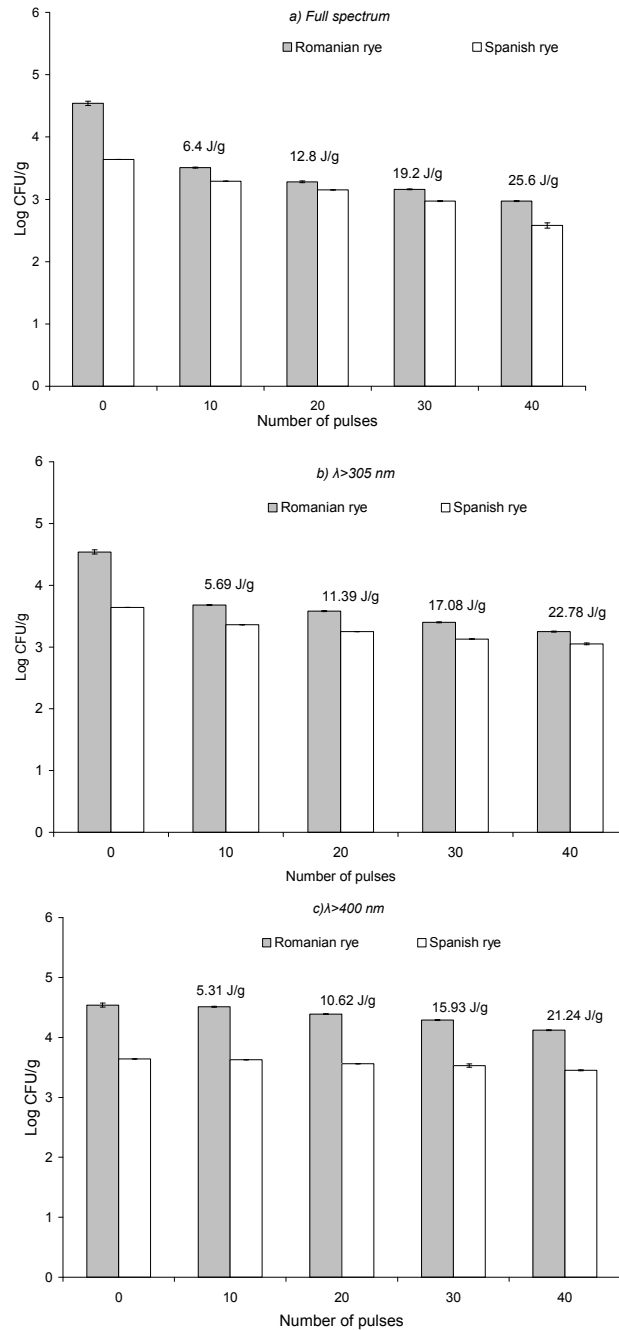 a) Full spectrum
6
Romanian rye Spanish rye
5
4
6.4 J/g 12.8 J/g 19.2 J/g 25.6 J/g
3
2
1
0
Log CFU/g
0 10 20 30 40
Number of pulses
6
b) λ>305 nm
Romanian rye Spanish rye
5
4
5.69 J/g 11.39 J/g 17.08 J/g 22.78 J/g
3
2
1
0
Log CFU/g
0 10 20 30 40
Number of pulses
c)λ>400 nm
6
Romanian rye Spanish rye
5
5.31 J/g 10.62 J/g 15.93 J/g 21.24 J/g
4
3
2
1
0
Log CFU/g
0 10 20 30 40
Number of pulses